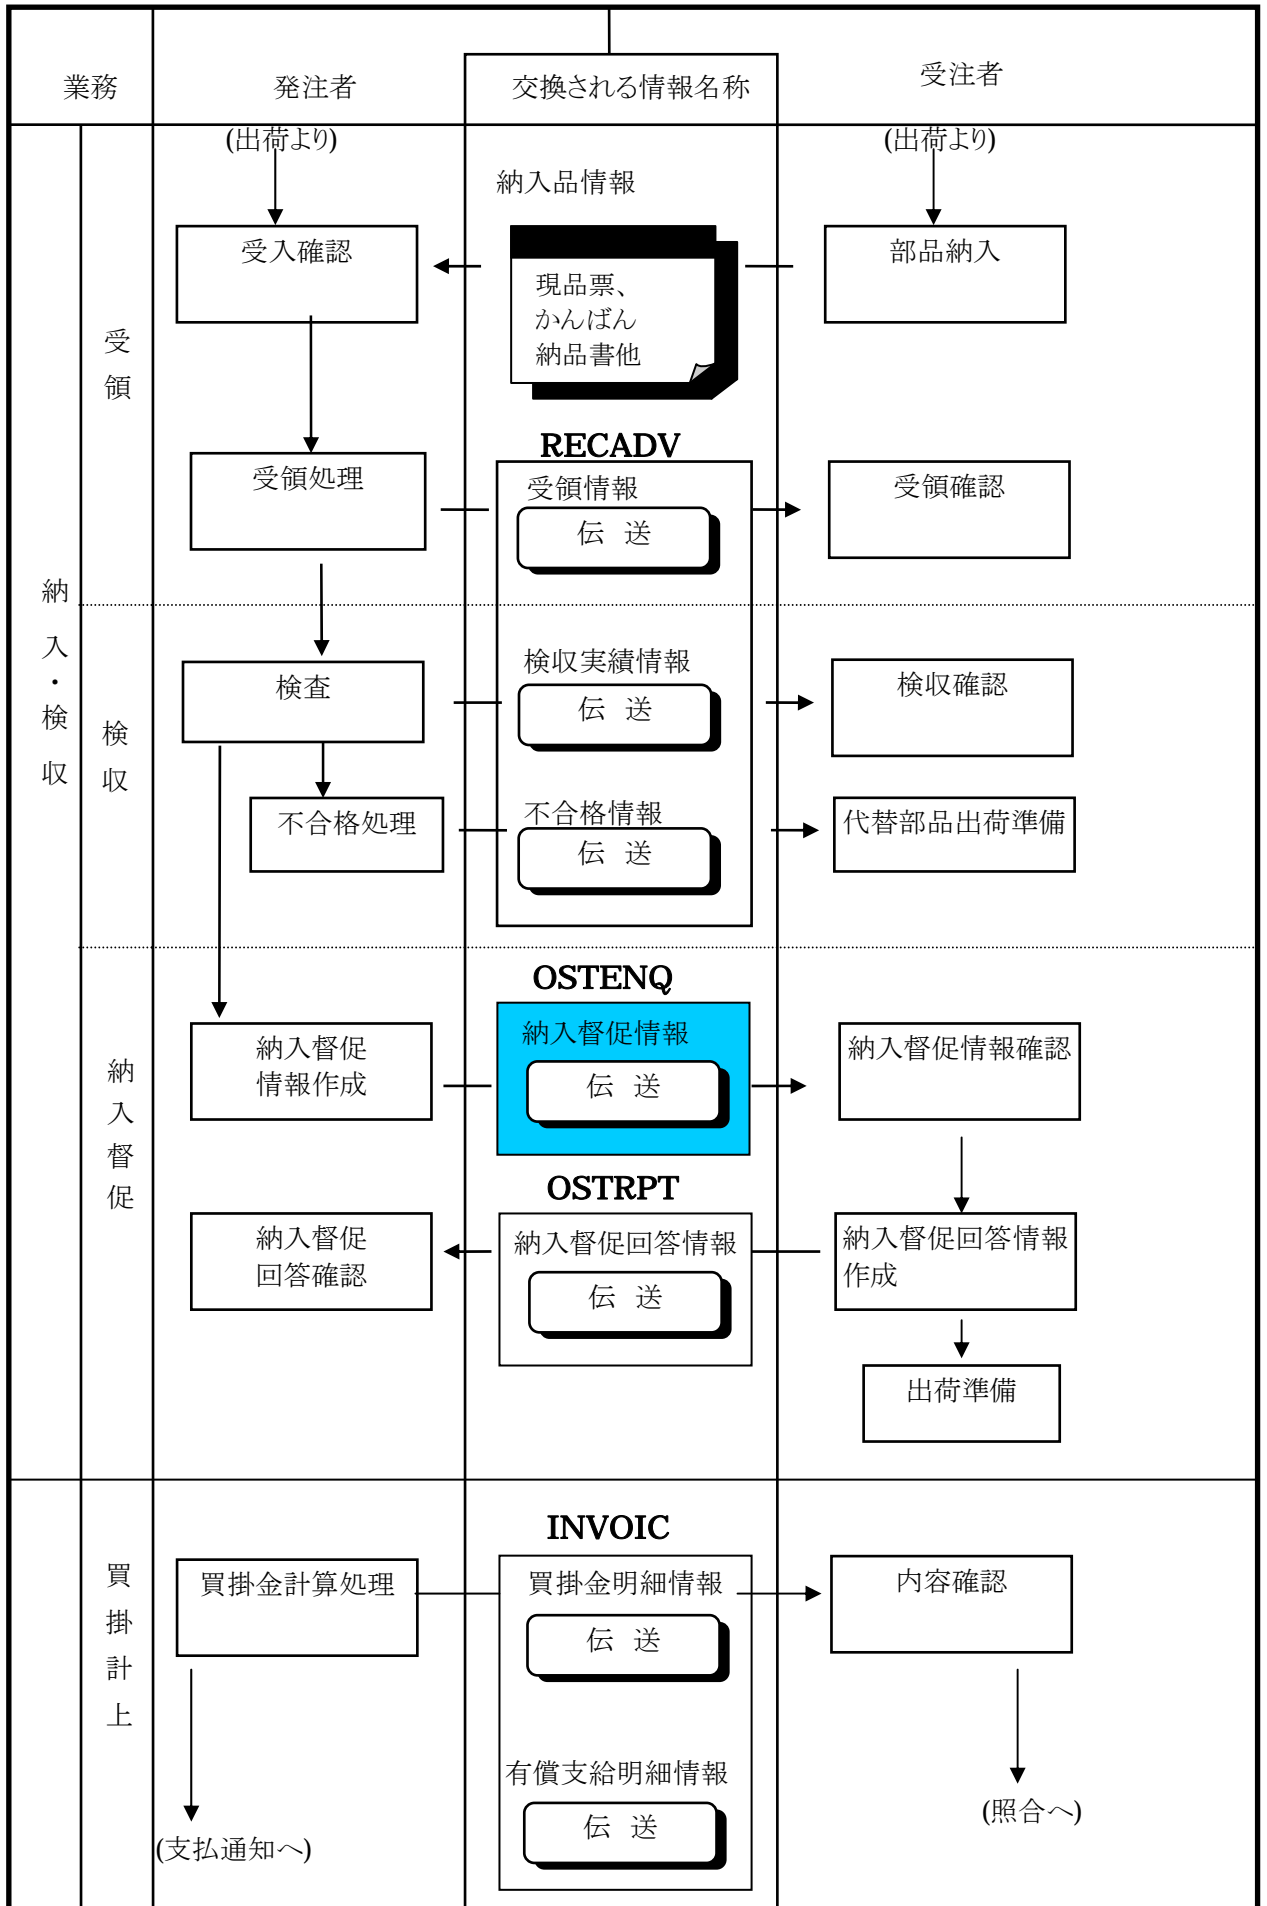 業務
発注者
交換される情報名称
受注者
(出荷より)
(出荷より)
納入品情報
受入確認
部品納入
現品票、
かんばん
納品書他
受
領
RECADV
受領処理
受領情報
伝 送
受領確認
納
入
・
検
収
検
収
検査
検収実績情報
伝 送
検収確認
不合格処理
不合格情報
伝 送
代替部品出荷準備
納
入
督
促
OSTENQ
納入督促
情報作成
納入督促情報
伝 送
納入督促情報確認
OSTRPT
納入督促
回答確認
納入督促回答情報
伝 送
納入督促回答情報
作成
出荷準備
買
掛
計
上
INVOIC
買掛金計算処理
買掛金明細情報
伝 送
内容確認
有償支給明細情報
伝 送
(照合へ)
(支払通知へ)